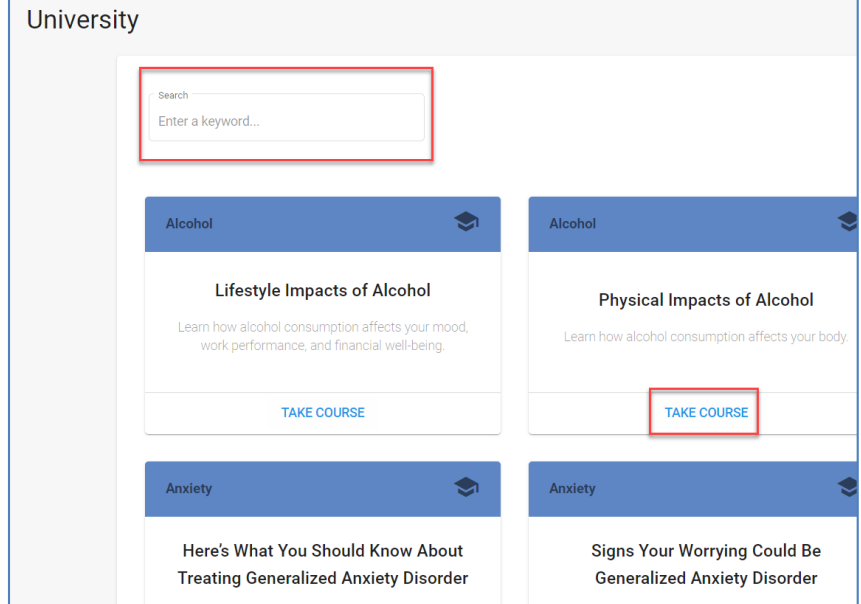 University
Search
Enter a keyword...
Alcohol
Lifestyle Impacts of Alcohol
Learn how alcohol consumption affects your mood,
work performance, and financial well-being.
TAKE COURSE
Alcohol
Physical Impacts of Alcohol
Learn how alcohol consumption affects your body.
TAKE COURSE
Anxiety
Here's What You Should Know About
Treating Generalized Anxiety Disorder
Anxiety
Signs Your Worrying Could Be
Generalized Anxiety Disorder